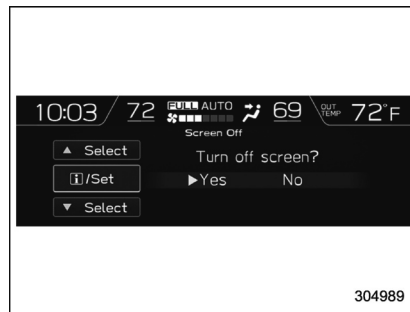 10:03 72 FULL AUTO 69 OUT TEMP 72°F
Screen Off
▲ Select
Turn off screen?
i/Set
▶Yes No
▼ Select
304989